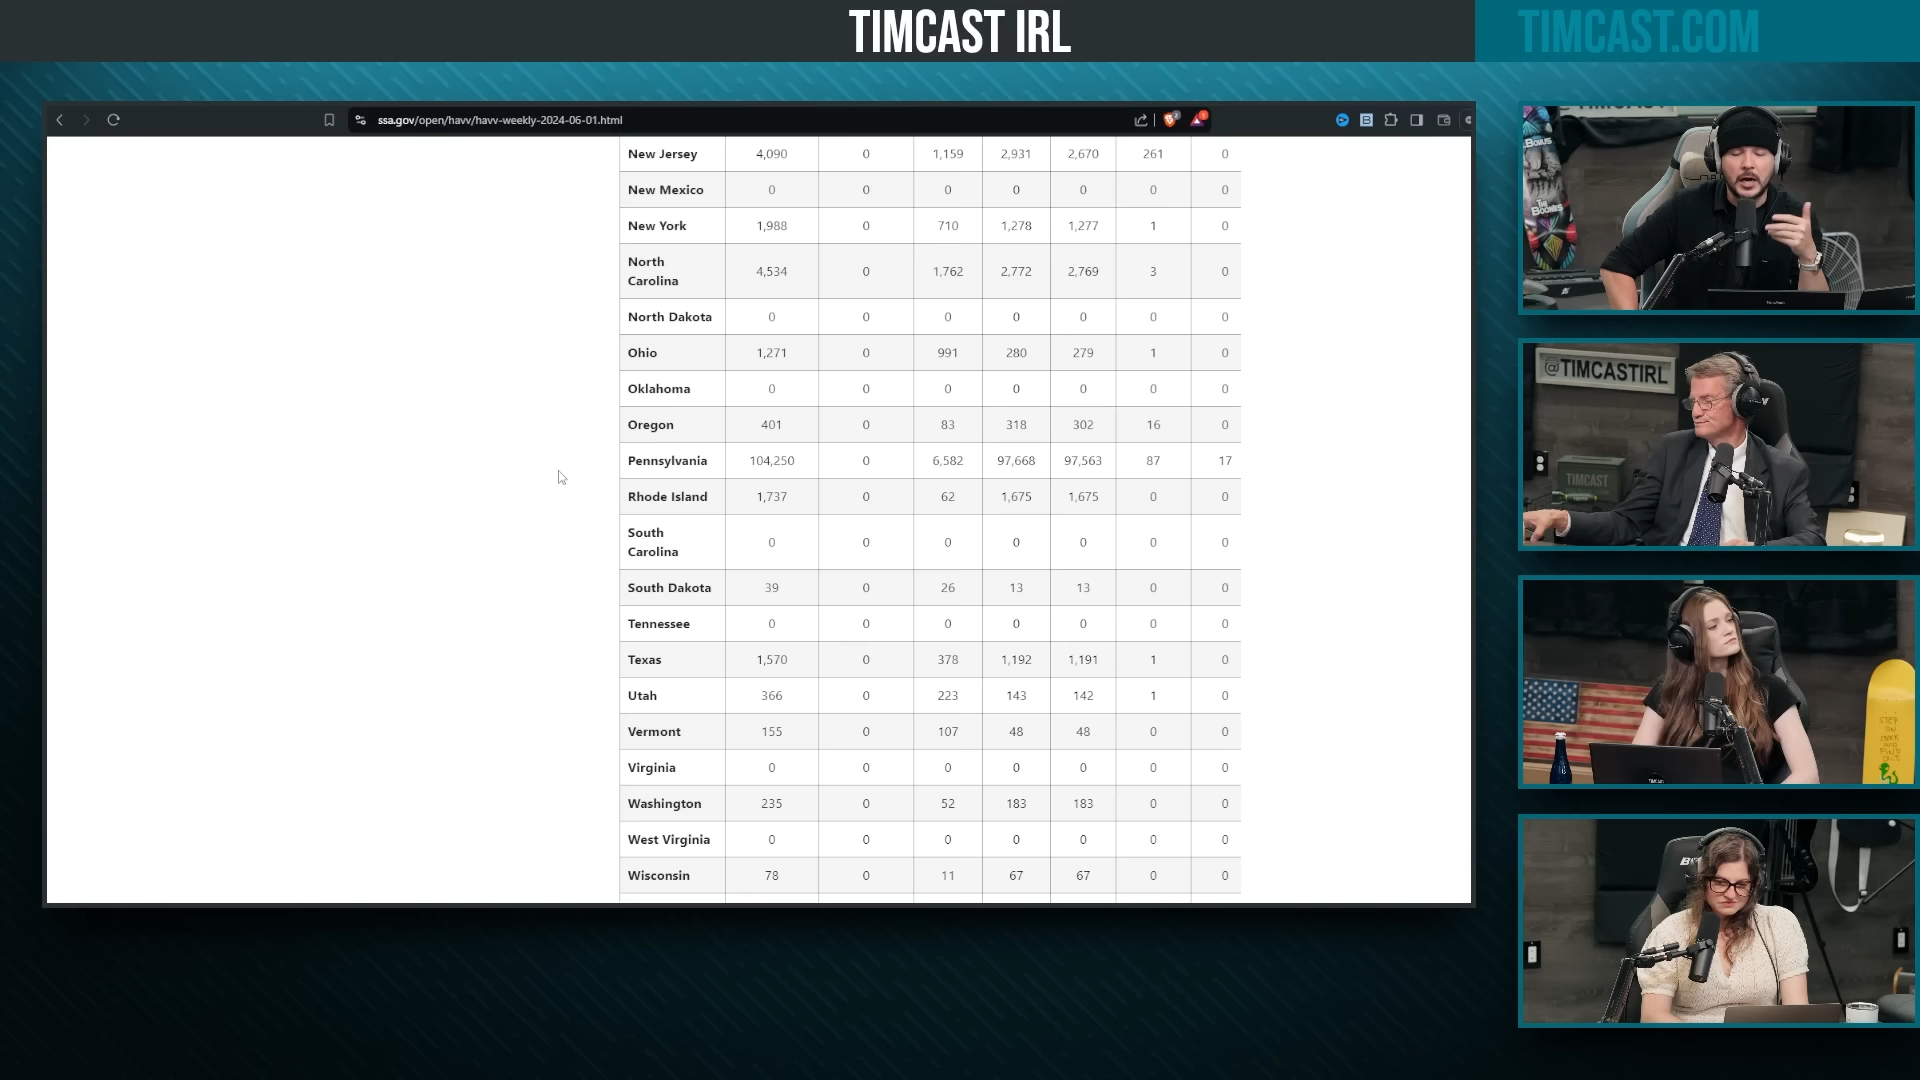 TIMCAST IRL
TIMCAST.COM
ssa.gov/open/havv/havv-weekly-2024-06-01.html
New Jersey 4,090 0 1,159 2,931 2,670 261 0
New Mexico 0 0 0 0 0 0 0
New York 1,988 0 710 1,278 1,277 1 0
North
Carolina 4,534 0 1,762 2,772 2,769 3 0
North Dakota 0 0 0 0 0 0 0
Ohio 1,271 0 991 280 279 1 0
Oklahoma 0 0 0 0 0 0 0
Oregon 401 0 83 318 302 16 0
Pennsylvania 104,250 0 6,582 97,668 97,563 87 17
Rhode Island 1,737 0 62 1,675 1,675 0 0
South
Carolina 0 0 0 0 0 0 0
South Dakota 39 0 26 13 13 0 0
Tennessee 0 0 0 0 0 0 0
Texas 1,570 0 378 1,192 1,191 1 0
Utah 366 0 223 143 142 1 0
Vermont 155 0 107 48 48 0 0
Virginia 0 0 0 0 0 0 0
Washington 235 0 52 183 183 0 0
West Virginia 0 0 0 0 0 0 0
Wisconsin 78 0 11 67 67 0 0
THE
BOONIES
@TIMCASTIRL
TIMCAST
STEP
ON
SNEK
AND
FIND
OUT